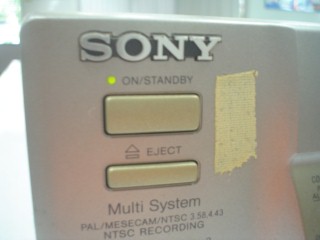 SONY
ON/STANDBY
EJECT
Multi System
PAL/MESECAM/NTSC 3.58,4.43
NTSC RECORDING